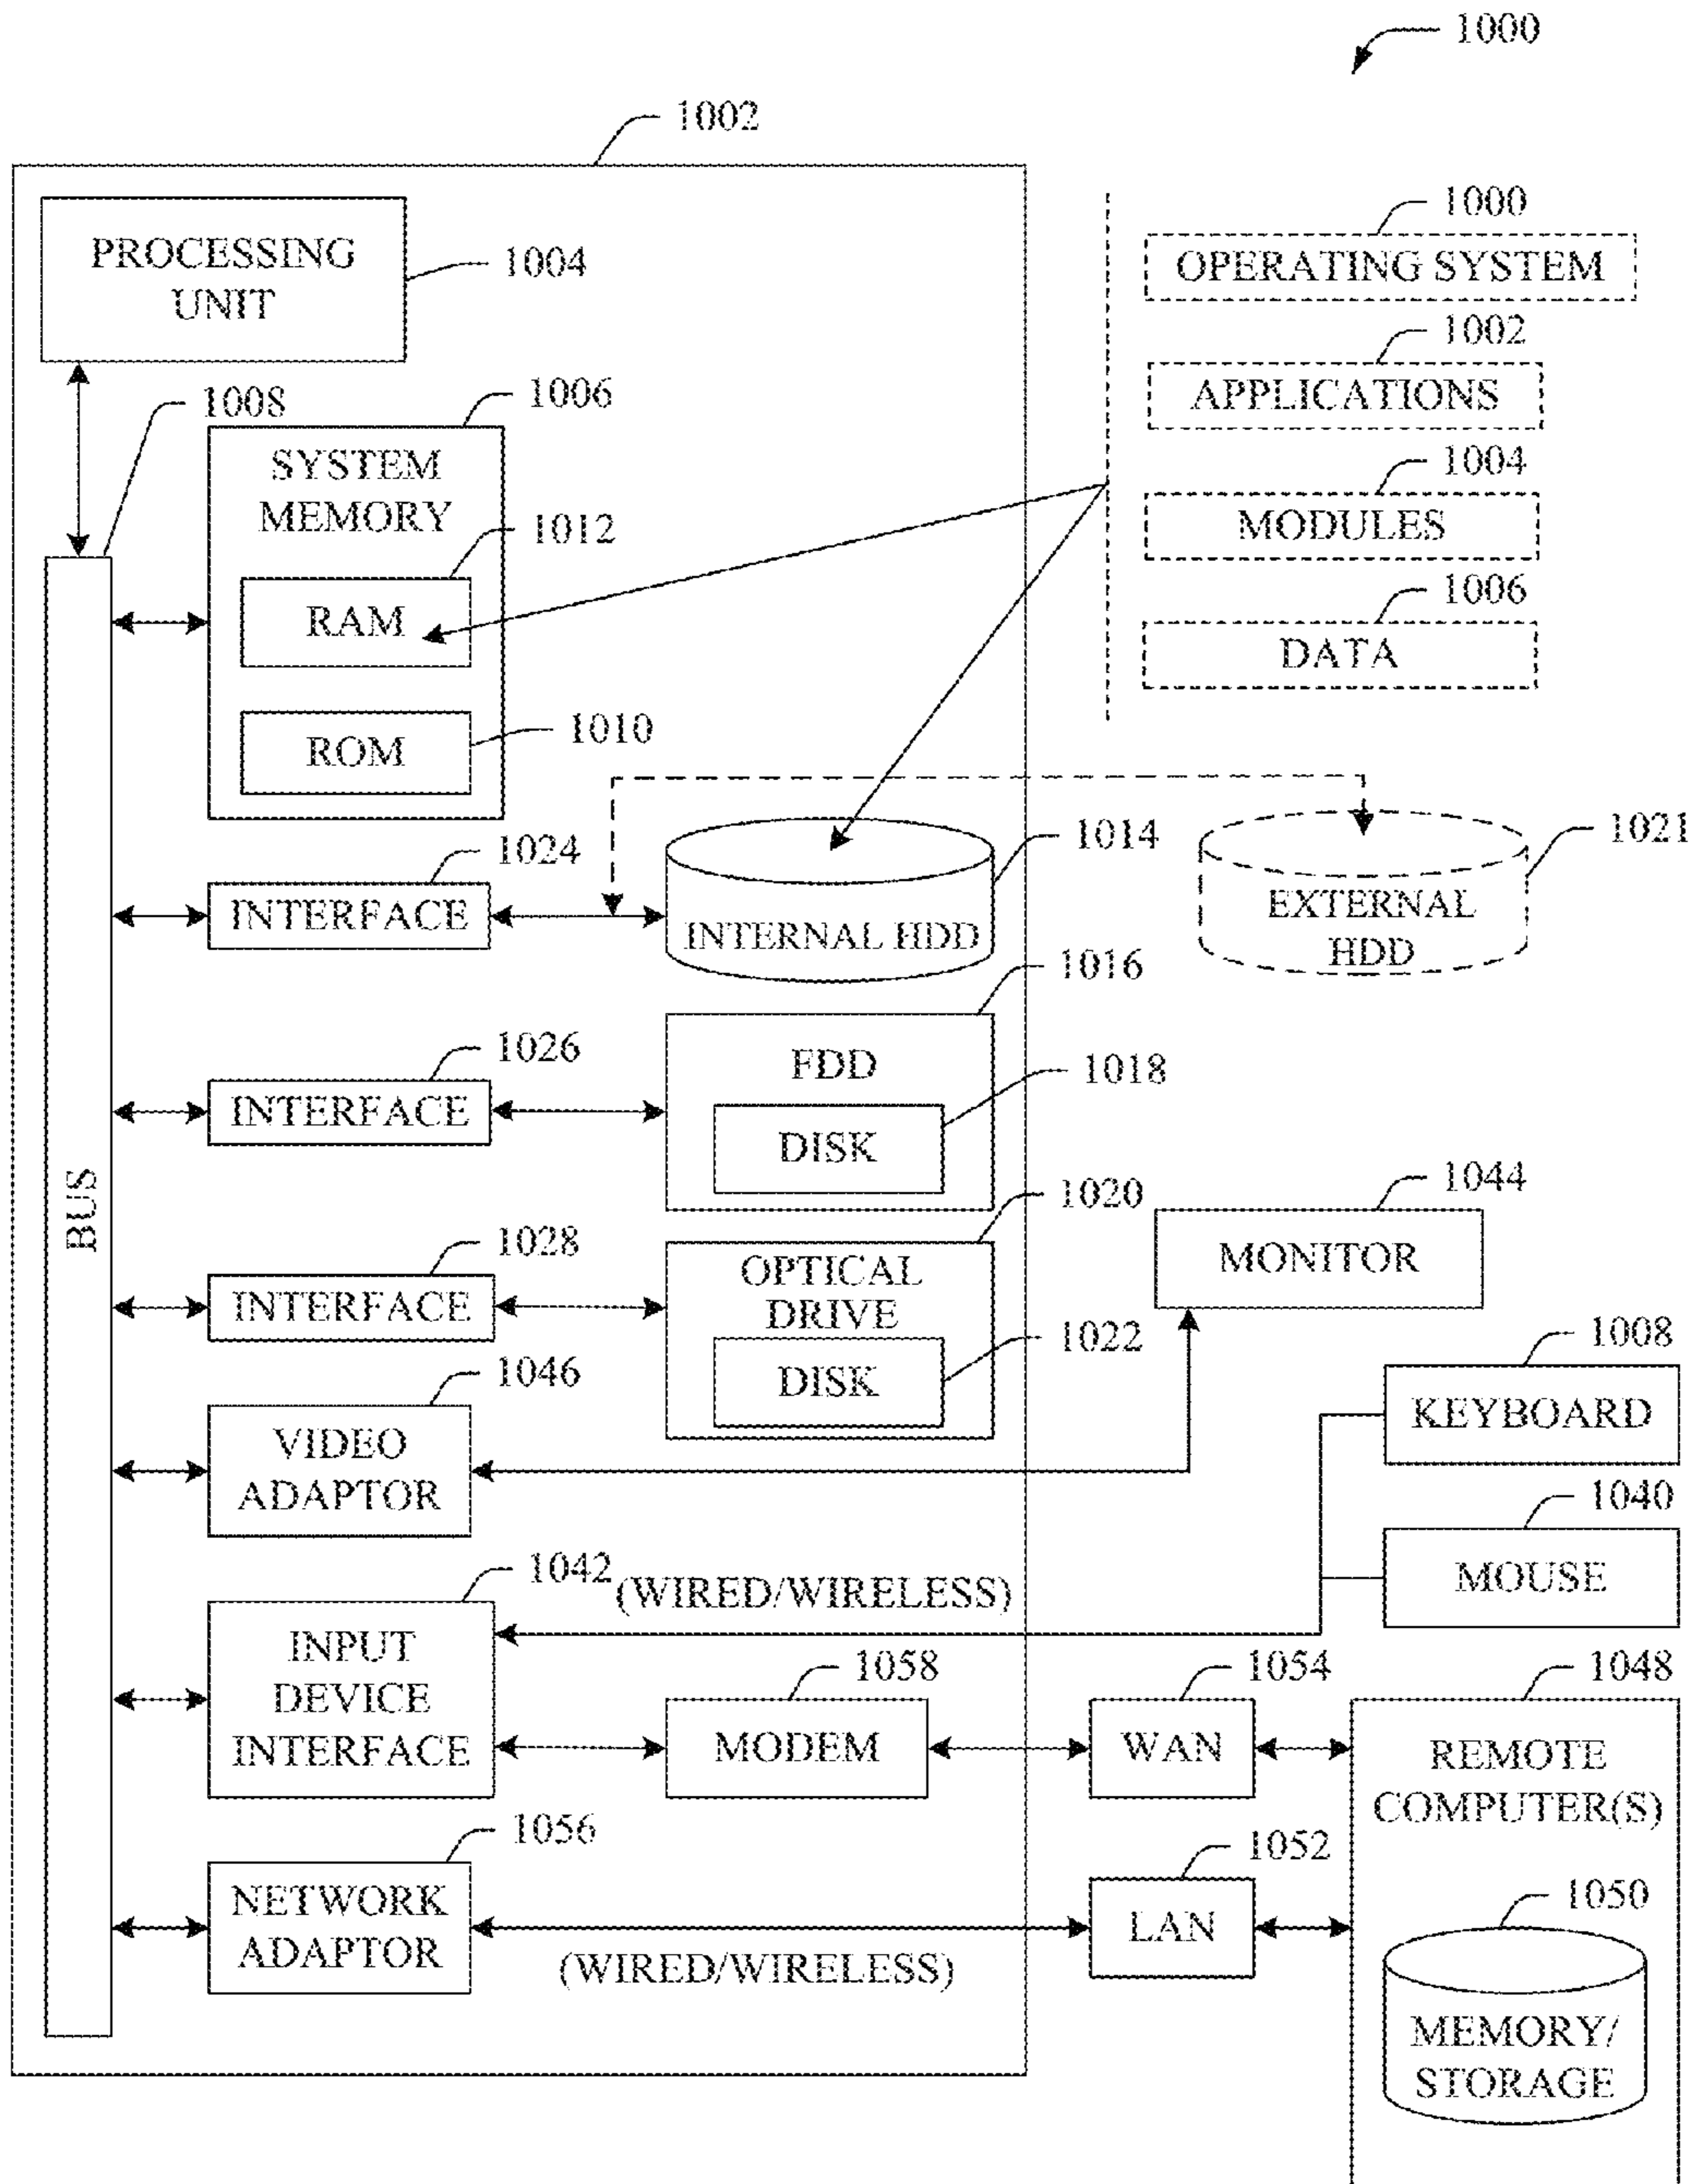 1000
1002
PROCESSING
UNIT
1004
1000
OPERATING SYSTEM
1002
APPLICATIONS
1004
MODULES
1006
DATA
1008
1006
SYSTEM
MEMORY
1012
RAM
1010
ROM
BUS
1024
INTERFACE
1014
INTERNAL HDD
1021
EXTERNAL
HDD
1026
INTERFACE
1016
FDD
1018
DISK
1028
INTERFACE
1020
OPTICAL
DRIVE
1022
DISK
1044
MONITOR
1046
VIDEO
ADAPTOR
1008
KEYBOARD
1040
MOUSE
1042
(WIRED/WIRELESS)
INPUT
DEVICE
INTERFACE
1058
MODEM
1054
WAN
1048
REMOTE
COMPUTER(S)
1056
NETWORK
ADAPTOR
(WIRED/WIRELESS)
1052
LAN
1050
MEMORY/
STORAGE